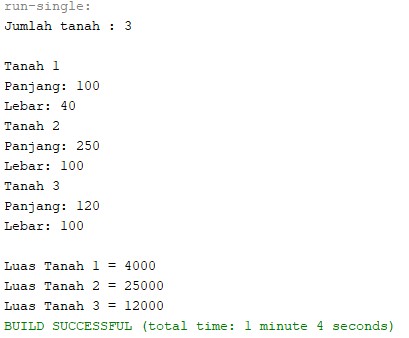 run-single:
Jumlah tanah : 3
Tanah 1
Panjang: 100
Lebar: 40
Tanah 2
Panjang: 250
Lebar: 100
Tanah 3
Panjang: 120
Lebar: 100
Luas Tanah 1 = 4000
Luas Tanah 2 = 25000
Luas Tanah 3 = 12000
BUILD SUCCESSFUL (total time: 1 minute 4 seconds)